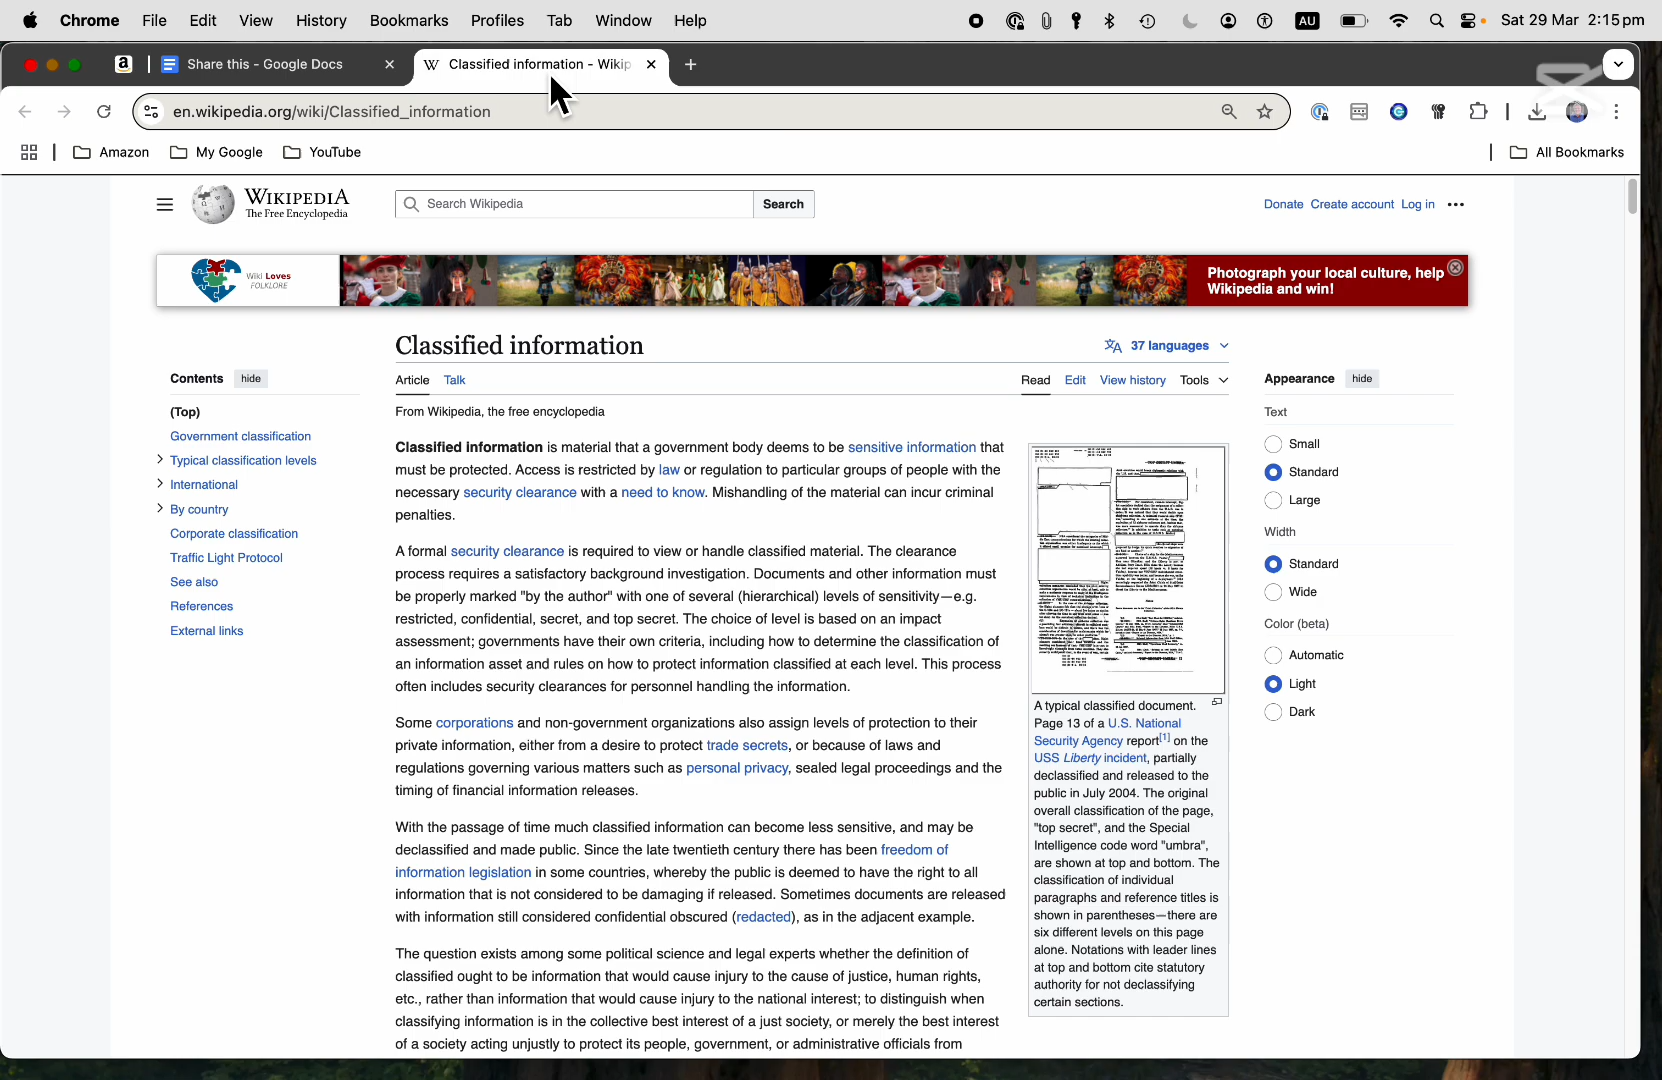 Chrome File Edit View History Bookmarks Profiles Tab Window Help
AU
Sat 29 Mar 2:15 pm
Share this - Google Docs
Classified information - Wikip
en.wikipedia.org/wiki/Classified_information
Amazon My Google YouTube
All Bookmarks
WIKIPEDIA
The Free Encyclopedia
Search Wikipedia
Search
Donate Create account Log in
Wiki Loves
FOLKLORE
Photograph your local culture, help
Wikipedia and win!
Classified information
37 languages
Contents hide
(Top)
Government classification
Typical classification levels
International
By country
Corporate classification
Traffic Light Protocol
See also
References
External links
Article Talk
Read Edit View history Tools
From Wikipedia, the free encyclopedia
Classified information is material that a government body deems to be sensitive information that
must be protected. Access is restricted by law or regulation to particular groups of people with the
necessary security clearance with a need to know. Mishandling of the material can incur criminal
penalties.
A formal security clearance is required to view or handle classified material. The clearance
process requires a satisfactory background investigation. Documents and other information must
be properly marked "by the author" with one of several (hierarchical) levels of sensitivity—e.g.
restricted, confidential, secret, and top secret. The choice of level is based on an impact
assessment; governments have their own criteria, including how to determine the classification of
an information asset and rules on how to protect information classified at each level. This process
often includes security clearances for personnel handling the information.
Some corporations and non-government organizations also assign levels of protection to their
private information, either from a desire to protect trade secrets, or because of laws and
regulations governing various matters such as personal privacy, sealed legal proceedings and the
timing of financial information releases.
With the passage of time much classified information can become less sensitive, and may be
declassified and made public. Since the late twentieth century there has been freedom of
information legislation in some countries, whereby the public is deemed to have the right to all
information that is not considered to be damaging if released. Sometimes documents are released
with information still considered confidential obscured (redacted), as in the adjacent example.
The question exists among some political science and legal experts whether the definition of
classified ought to be information that would cause injury to the cause of justice, human rights,
etc., rather than information that would cause injury to the national interest; to distinguish when
classifying information is in the collective best interest of a just society, or merely the best interest
of a society acting unjustly to protect its people, government, or administrative officials from
A typical classified document.
Page 13 of a U.S. National
Security Agency report[1] on the
USS Liberty incident, partially
declassified and released to the
public in July 2004. The original
overall classification of the page,
"top secret", and the Special
Intelligence code word "umbra",
are shown at top and bottom. The
classification of individual
paragraphs and reference titles is
shown in parentheses—there are
six different levels on this page
alone. Notations with leader lines
at top and bottom cite statutory
authority for not declassifying
certain sections.
Appearance hide
Text
Small
Standard
Large
Width
Standard
Wide
Color (beta)
Automatic
Light
Dark